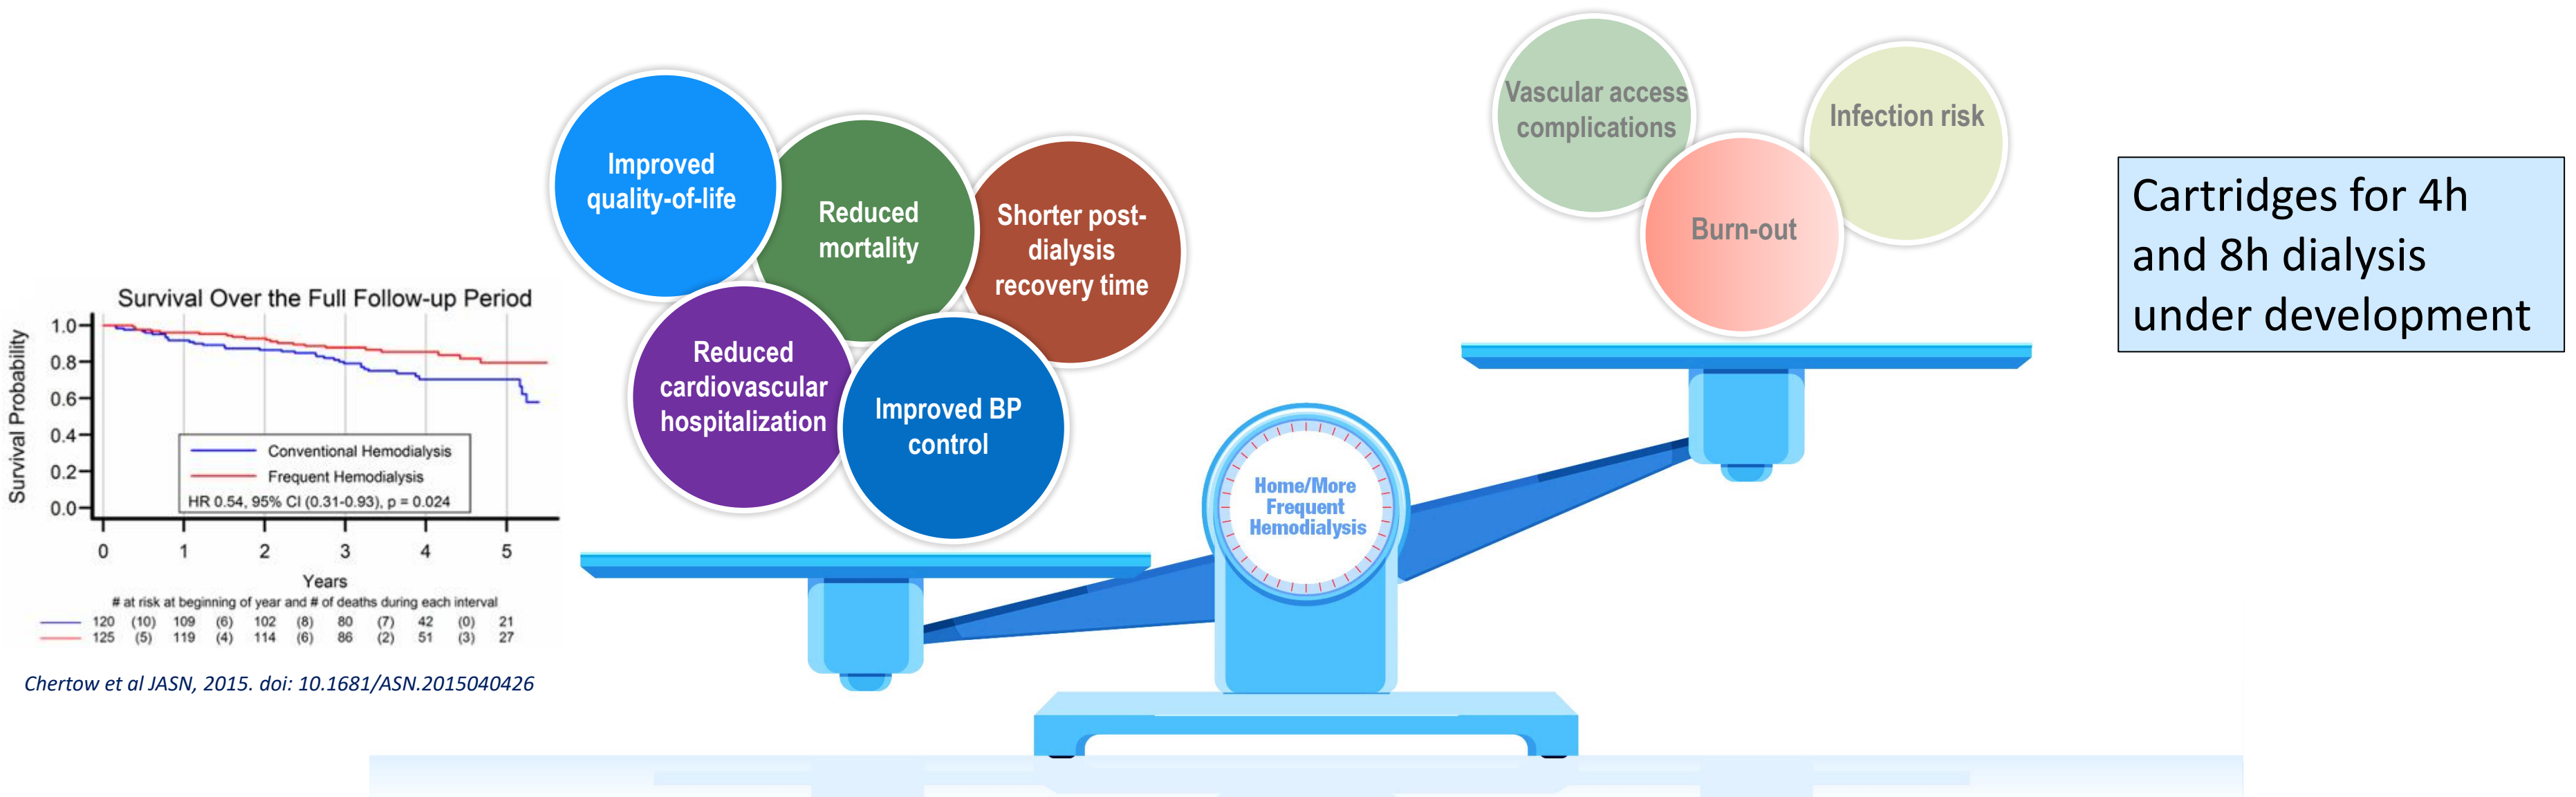 Survival Over the Full Follow-up Period
Survival Probability
1.0
0.8
0.6
0.4
0.2
0.0
Conventional Hemodialysis
Frequent Hemodialysis
HR 0.54, 95% CI (0.31-0.93), p = 0.024
0 1 2 3 4 5
Years
# at risk at beginning of year and # of deaths during each interval
120 (10) 109 (6) 102 (8) 80 (7) 42 (0) 21
125 (5) 119 (4) 114 (6) 86 (2) 51 (3) 27
Chertow et al JASN, 2015. doi: 10.1681/ASN.2015040426
Improved
quality-of-life
Reduced
mortality
Shorter post-
dialysis
recovery time
Reduced
cardiovascular
hospitalization
Improved BP
control
Home/More
Frequent
Hemodialysis
Vascular access
complications
Burn-out
Infection risk
Cartridges for 4h
and 8h dialysis
under development